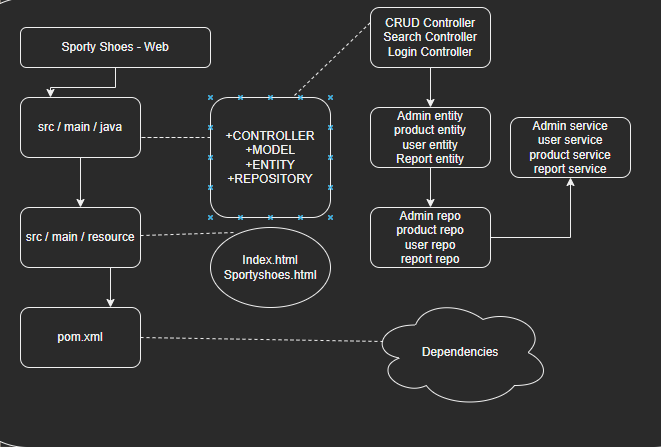 Sporty Shoes - Web
src / main / java
src / main / resource
pom.xml
+CONTROLLER
+MODEL
+ENTITY
+REPOSITORY
Index.html
Sportyshoes.html
CRUD Controller
Search Controller
Login Controller
Admin entity
product entity
user entity
Report entity
Admin repo
product repo
user repo
report repo
Admin service
user service
product service
report service
Dependencies